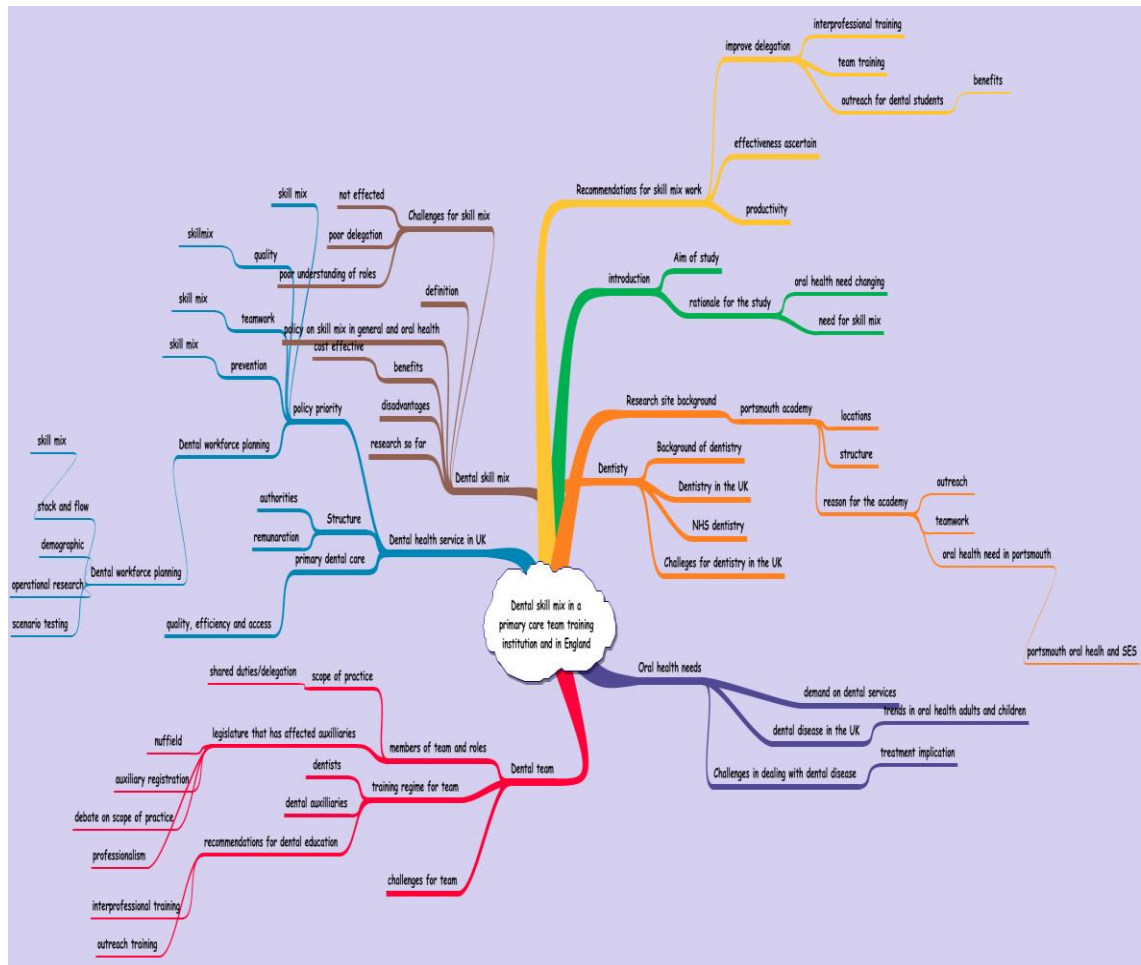 interprofessional training
improve delegation
team training
benefits
outreach for dental students
effectiveness ascertain
Recommendations for skill mix work
productivity
skill mix
not effected
Challenges for skill mix
poor delegation
poor understanding of roles
skillmix
quality
definition
skill mix
teamwork
policy on skill mix in general and oral health
cost effective
benefits
skill mix
prevention
disadvantages
policy priority
research so far
Dental skill mix
Dental workforce planning
skill mix
stack and flow
demographic
Dental workforce planning
operational research
scenario testing
authorities
Structure
remunaration
Dental health service in UK
primary dental care
quality, efficiency and access
Aim of study
introduction
rationale for the study
oral health need changing
need for skill mix
Research site background
portsmouth academy
locations
structure
reason for the academy
outreach
teamwork
oral health need in portsmouth
portsmouth oral healh and SES
Dentisty
Background of dentistry
Dentistry in the UK
NHS dentistry
Challeges for dentistry in the UK
Dental skill mix in a
primary care team training
institution and in England
Oral health needs
demand on dental services
trends in oral health adults and children
dental disease in the UK
treatment implication
Challenges in dealing with dental disease
shared duties/delegation
scope of practice
legislature that has affected auxilliaries
nuffield
members of team and roles
Dental team
auxiliary registration
dentists
training regime for team
dental auxilliaries
debate on scope of practice
professionalism
recommendations for dental education
challenges for team
interprofessional training
outreach training